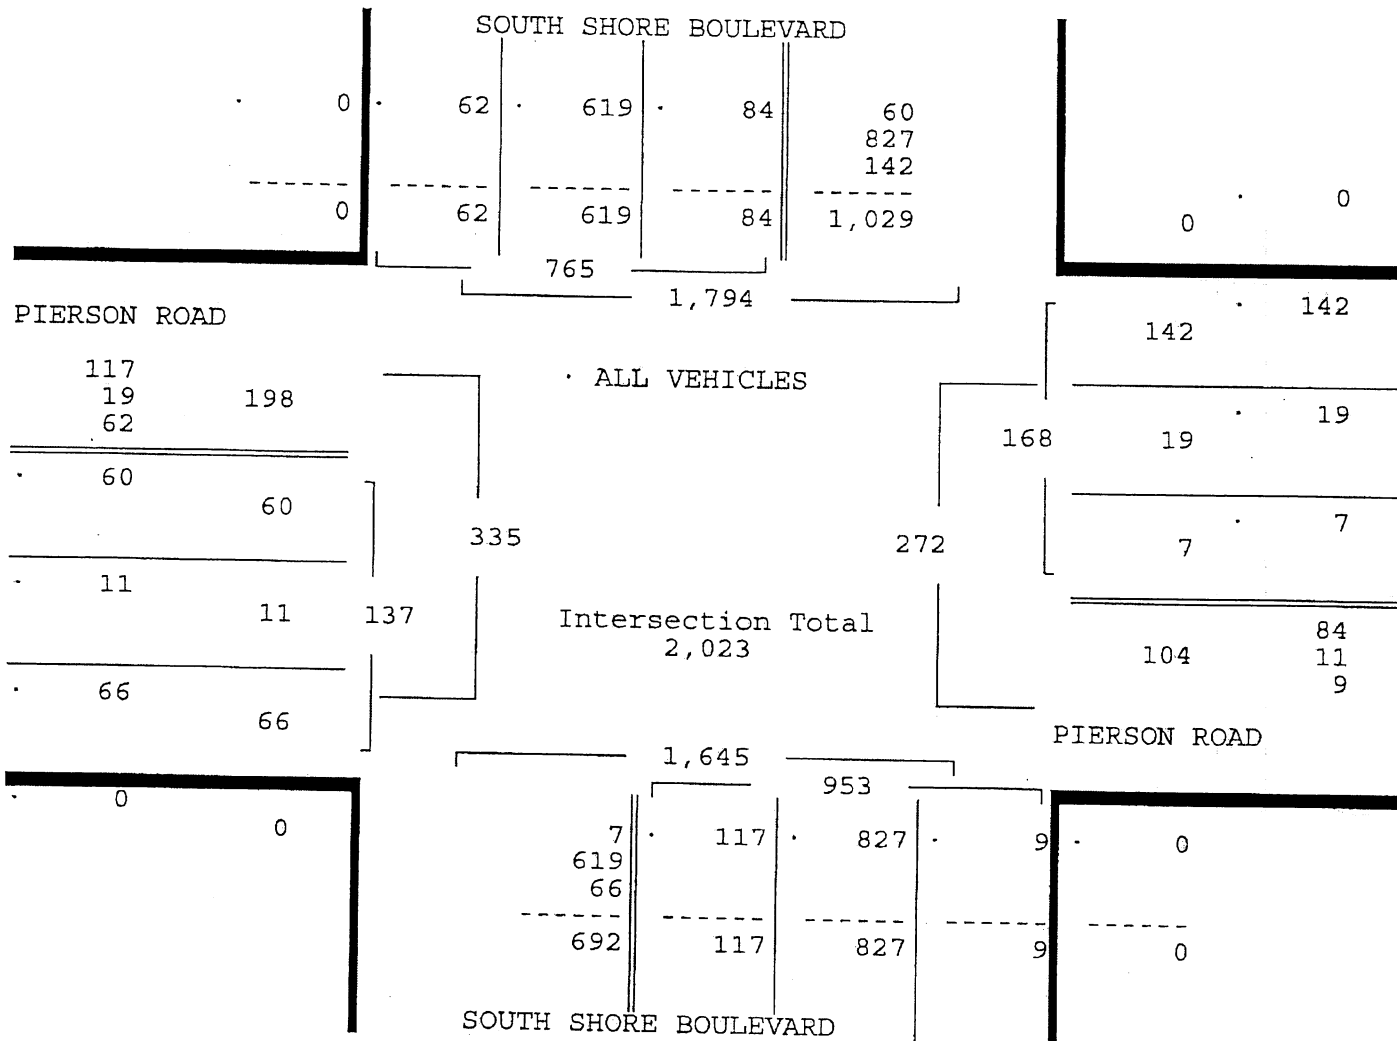 SOUTH SHORE BOULEVARD
0 62 619 84 60
827
142
------ ------ ------ ------ ------
0 62 619 84 1,029
0
0
765
1,794
PIERSON ROAD
142
142
117
19 198
62
ALL VEHICLES
19
168 19
60
60
335
272
7
7
11
11 137
Intersection Total
2,023
84
104 11
9
66
66
PIERSON ROAD
1,645
953
0
0
7 117 827 9 0
619
66
------ ------ ------ ------ ------
692 117 827 9 0
SOUTH SHORE BOULEVARD